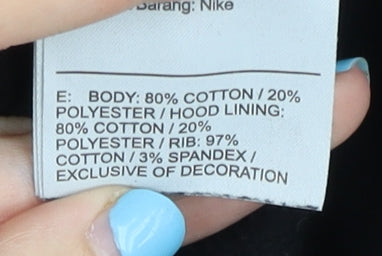 Barang: Nike
E: BODY: 80% COTTON / 20%
POLYESTER / HOOD LINING:
80% COTTON / 20%
POLYESTER / RIB: 97%
COTTON / 3% SPANDEX /
EXCLUSIVE OF DECORATION